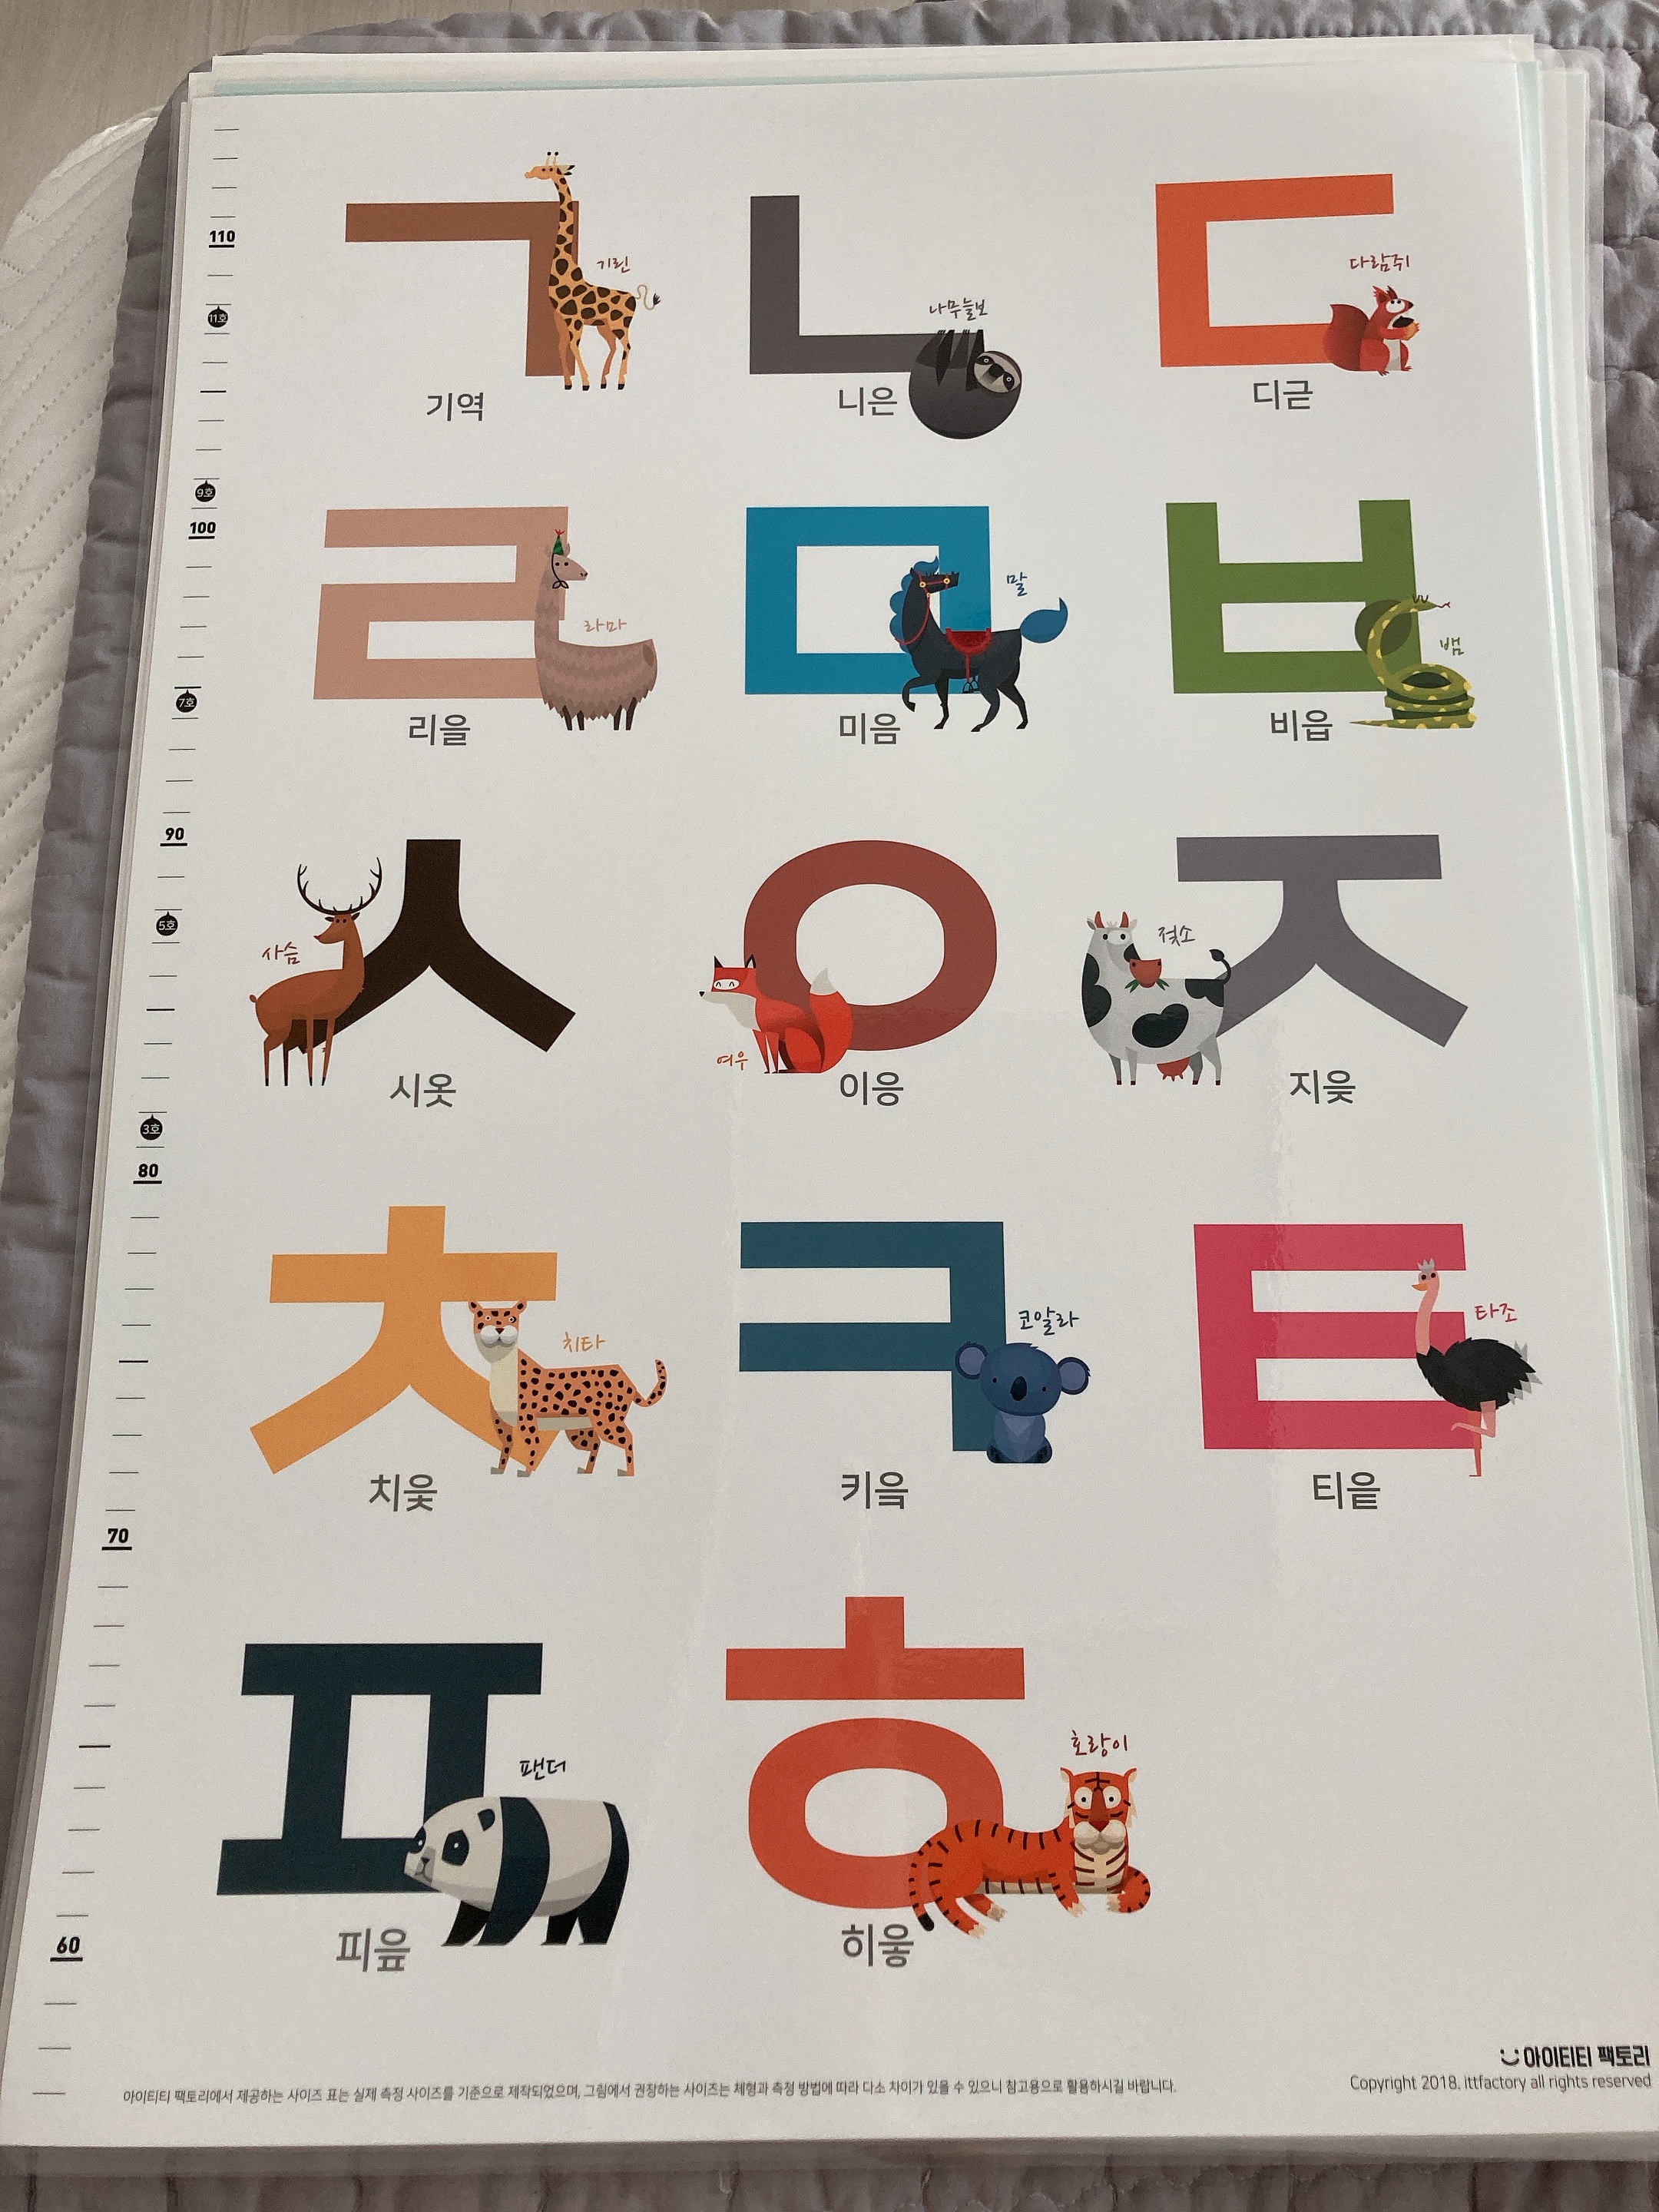 110
11호
9호
100
7호
90
5호
3호
80
70
60
ㄱ
기린
기역
ㄴ
나무늘보
니은
ㄷ
다람쥐
디귿
ㄹ
라마
리을
ㅁ
말
미음
ㅂ
뱀
비읍
ㅅ
사슴
시옷
ㅇ
여우
이응
ㅈ
젖소
지읒
ㅊ
치타
치읓
ㅋ
코알라
키읔
ㅌ
타조
티읕
ㅍ
팬더
피읖
ㅎ
호랑이
히읗
아이티티 팩토리에서 제공하는 사이즈 표는 실제 측정 사이즈를 기준으로 제작되었으며, 그림에서 권장하는 사이즈는 체형과 측정 방법에 따라 다소 차이가 있을 수 있으니 참고용으로 활용하시길 바랍니다.
아이티티 팩토리
Copyright 2018. ittfactory all rights reserved